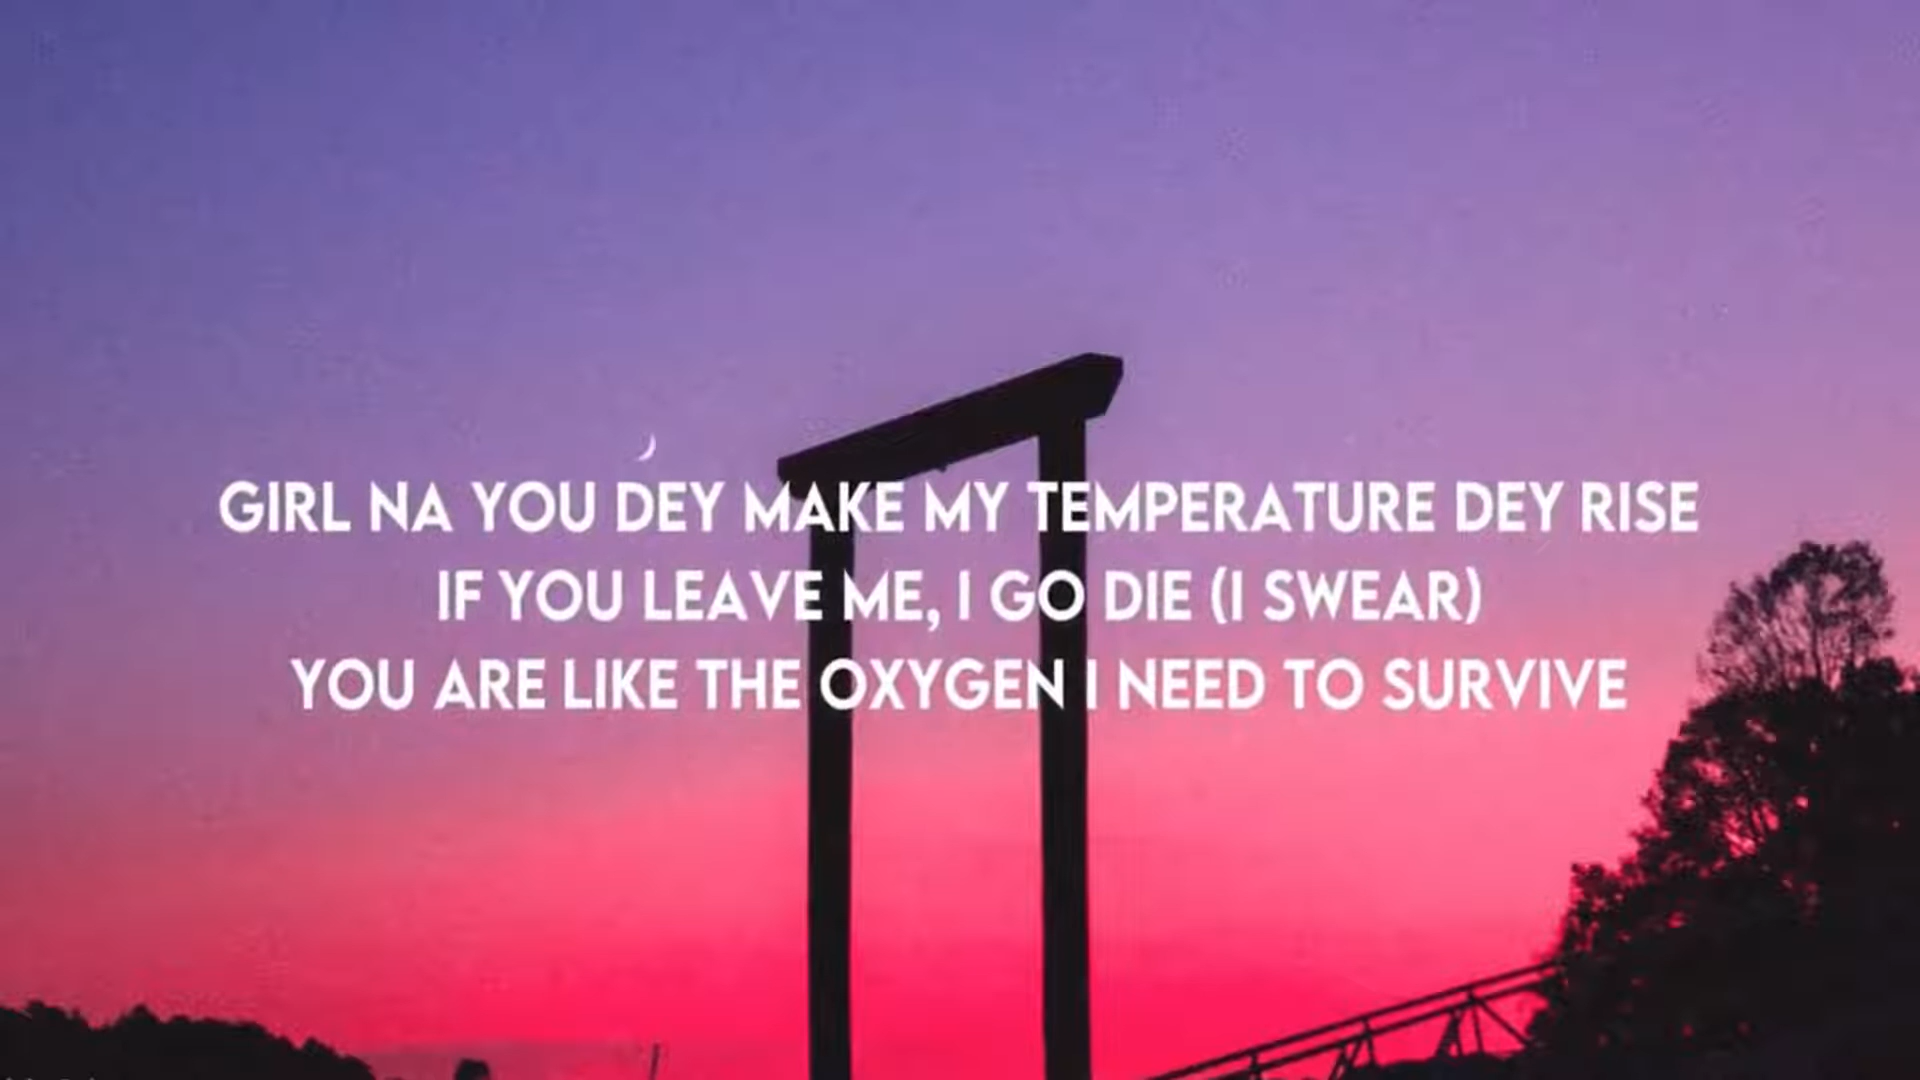 GIRL NA YOU DEY MAKE MY TEMPERATURE DEY RISE
IF YOU LEAVE ME, I GO DIE (I SWEAR)
YOU ARE LIKE THE OXYGEN I NEED TO SURVIVE